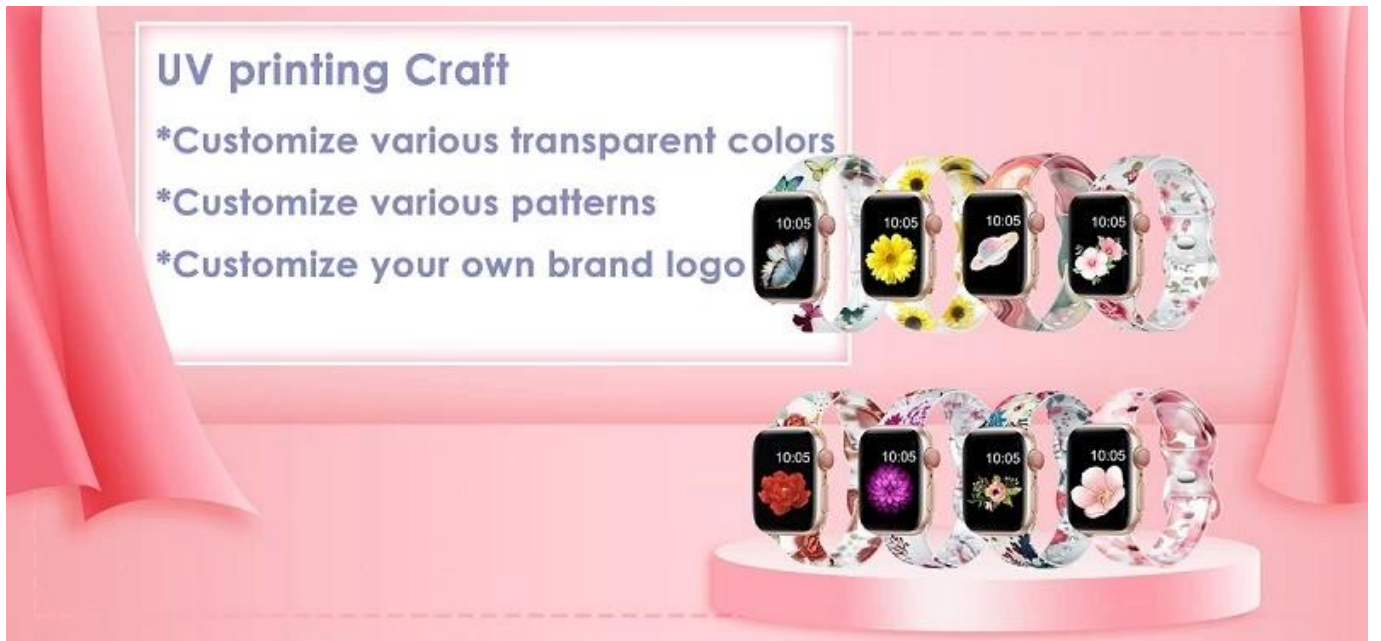 UV printing Craft
*Customize various transparent colors
*Customize various patterns
*Customize your own brand logo
10:05 10:05 10:05 10:05
10:05 10:05 10:05 10:05